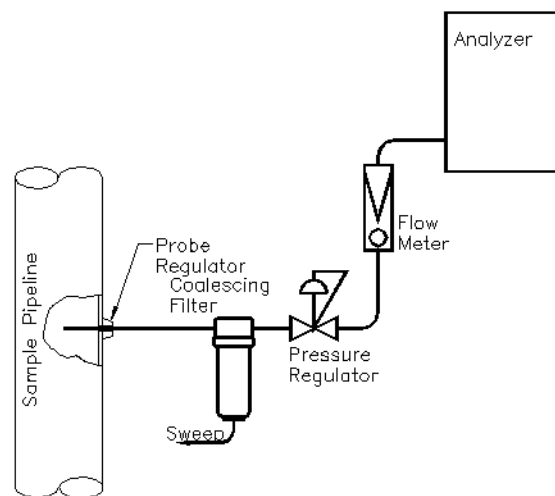 Analyzer
Flow
Meter
Probe
Regulator
Coalescing
Filter
Pressure
Regulator
Sample Pipeline
Sweep